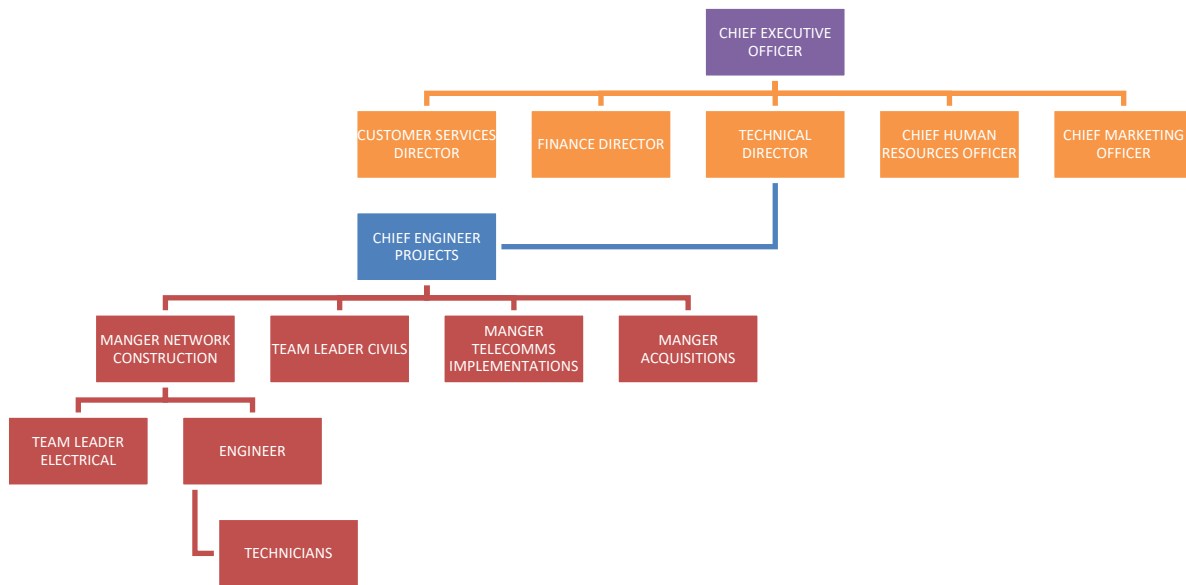 CHIEF EXECUTIVE
OFFICER
CUSTOMER SERVICES
DIRECTOR
FINANCE DIRECTOR
TECHNICAL
DIRECTOR
CHIEF HUMAN
RESOURCES OFFICER
CHIEF MARKETING
OFFICER
CHIEF ENGINEER
PROJECTS
MANGER NETWORK
CONSTRUCTION
TEAM LEADER CIVILS
MANGER
TELECOMMS
IMPLEMENTATIONS
MANGER
ACQUISITIONS
TEAM LEADER
ELECTRICAL
ENGINEER
TECHNICIANS